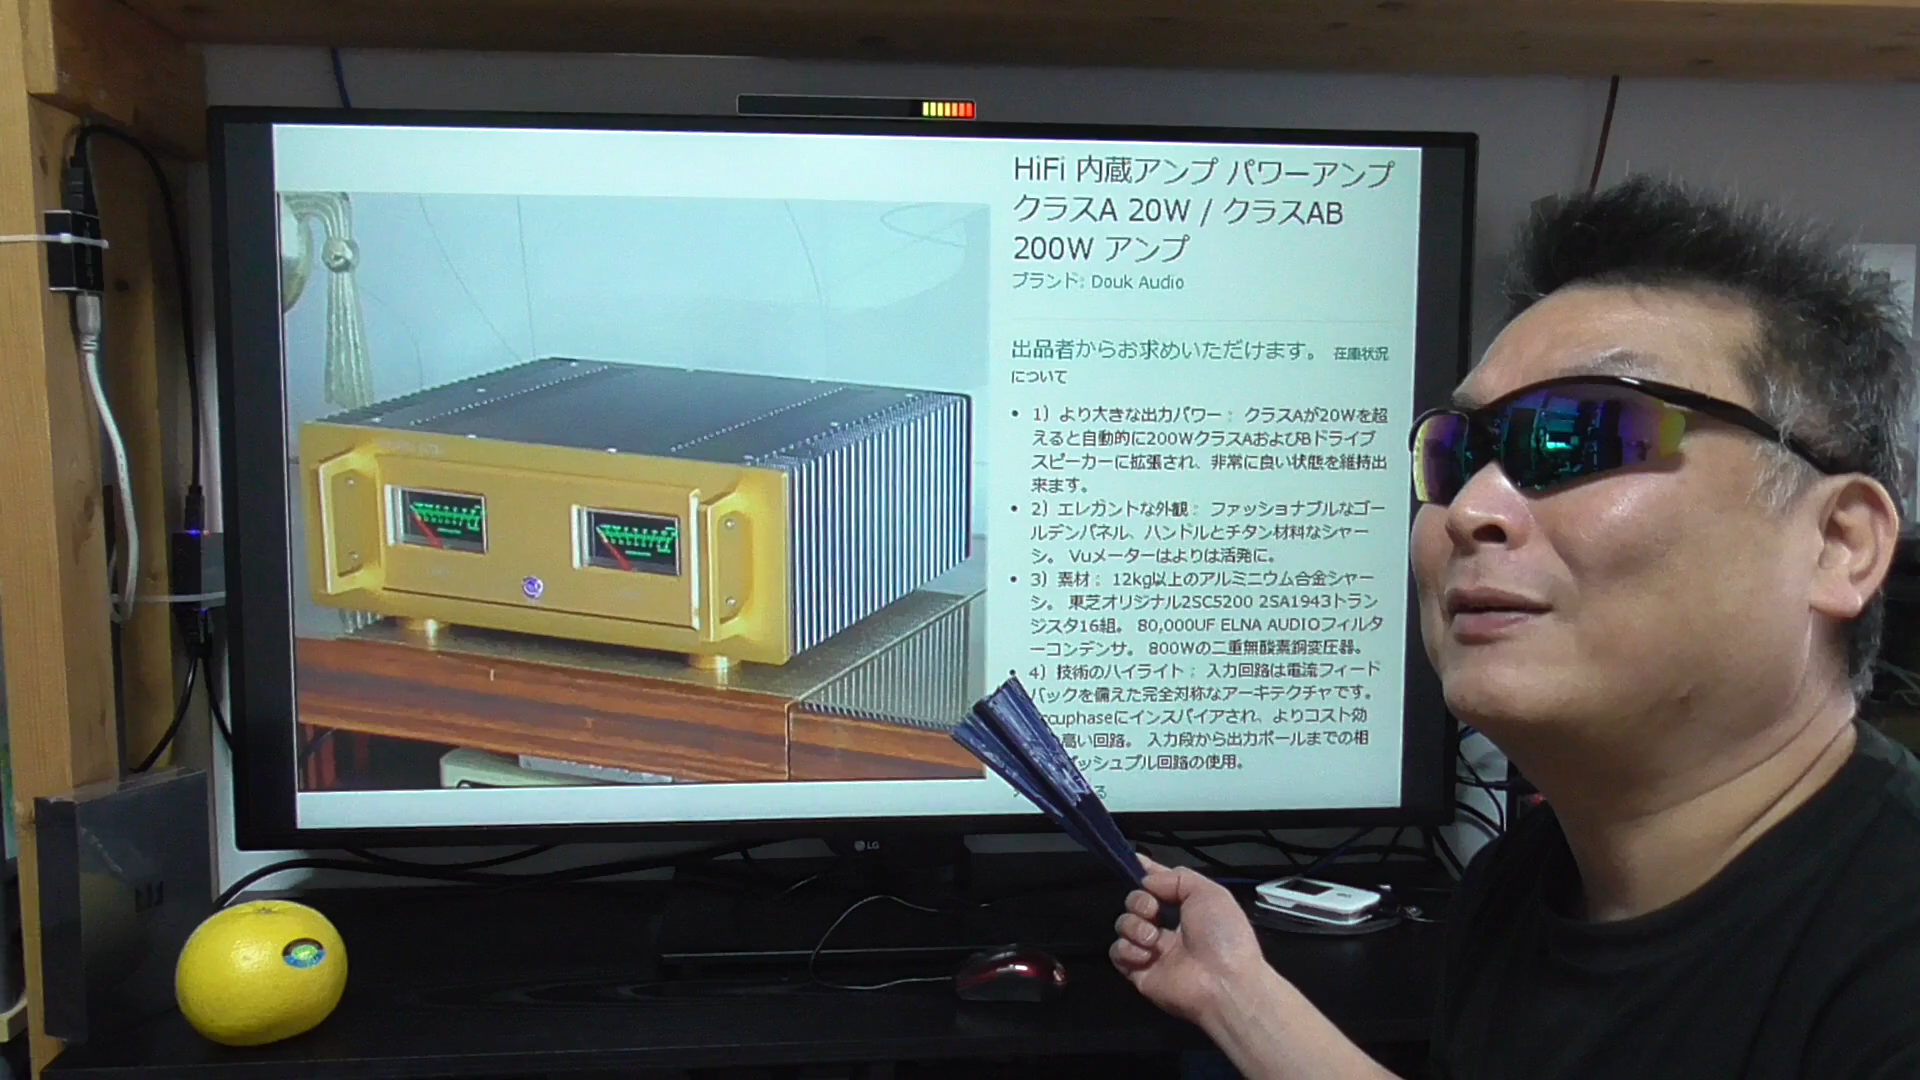 HiFi 内蔵アンプ パワーアンプ
クラスA 20W / クラスAB
200W アンプ
ブランド: Douk Audio
出品者からお求めいただけます。 在庫状況
について
• 1）より大きな出力パワー： クラスAが20Wを超
えると自動的に200WクラスAおよびBドライブ
スピーカーに拡張され、非常に良い状態を維持出
来ます。
• 2）エレガントな外観： ファッショナブルなゴー
ルデンパネル、ハンドルとチタン材料なシャー
シ。 Vuメーターはよりは活発に。
• 3）素材： 12kg以上のアルミニウム合金シャー
シ。 東芝オリジナル2SC5200 2SA1943トラン
ジスタ16組。 80,000UF ELNA AUDIOフィルタ
ーコンデンサ。 800Wの二重無酸素銅変圧器。
• 4）技術のハイライト： 入力回路は電流フィード
バックを備えた完全対称なアーキテクチャです。
ccuphaseにインスパイアされ、よりコスト効
高い回路。 入力段から出力ポールまでの相
プッシュプル回路の使用。
る
LG